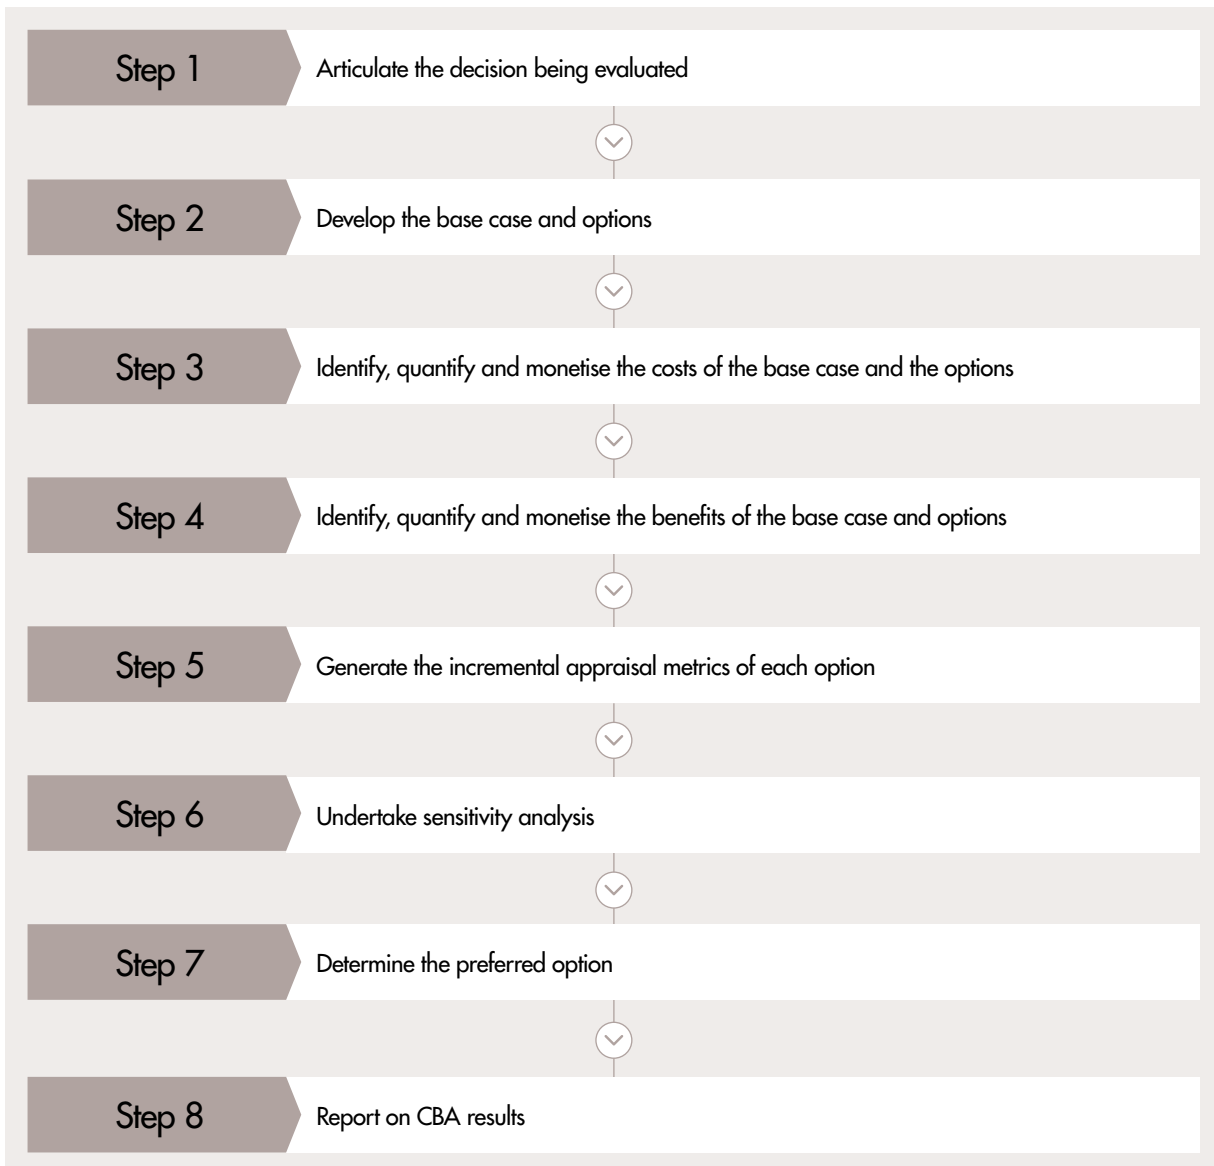 Step 1
Articulate the decision being evaluated
Step 2
Develop the base case and options
Step 3
Identify, quantify and monetise the costs of the base case and the options
Step 4
Identify, quantify and monetise the benefits of the base case and options
Step 5
Generate the incremental appraisal metrics of each option
Step 6
Undertake sensitivity analysis
Step 7
Determine the preferred option
Step 8
Report on CBA results